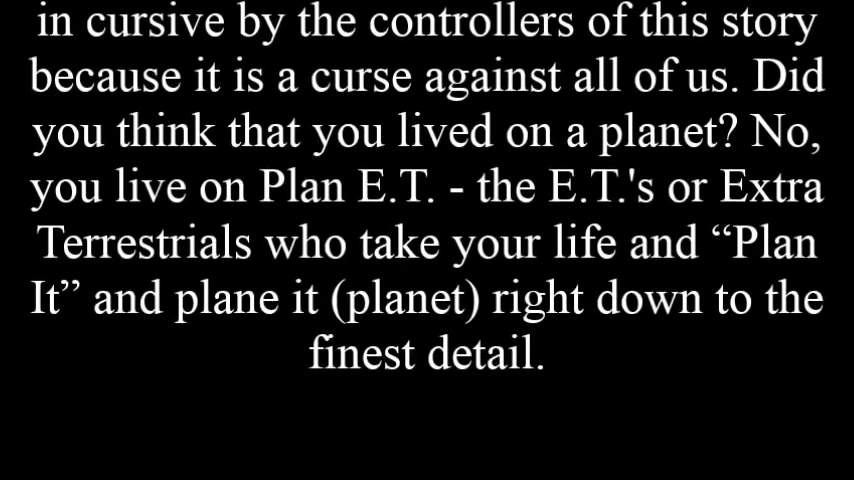 in cursive by the controllers of this story
because it is a curse against all of us. Did
you think that you lived on a planet? No,
you live on Plan E.T. - the E.T.'s or Extra
Terrestrials who take your life and “Plan
It” and plane it (planet) right down to the
finest detail.